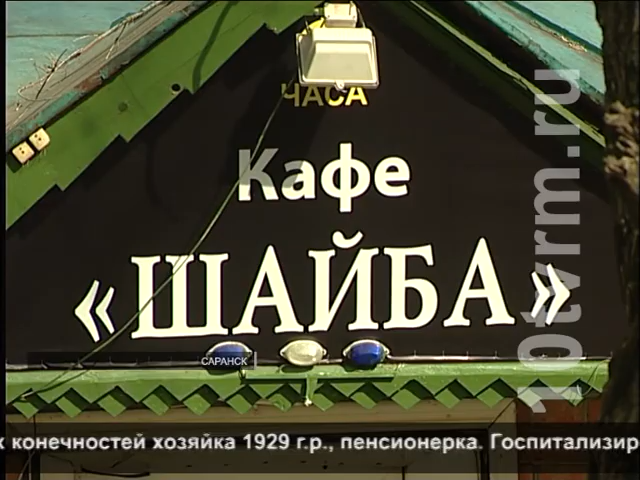 ЧАСА
Кафе
«ШАЙБА»
САРАНСК
х конечностей хозяйка 1929 г.р., пенсионерка. Госпитализир
10tvrm.ru